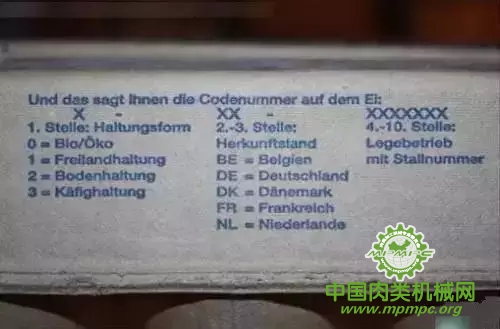 Und das sagt Ihnen die Codenummer auf dem Ei:
X - XX - XXXXXXX
1. Stelle: Haltungsform
0 = Bio/Öko
1 = Freilandhaltung
2 = Bodenhaltung
3 = Käfighaltung
2.-3. Stelle:
Herkunftstand
BE = Belgien
DE = Deutschland
DK = Dänemark
FR = Frankreich
NL = Niederlande
4.-10. Stelle:
Legebetrieb
mit Stallnummer
MPMPC
中国肉类机械网
www.mpmpc.org